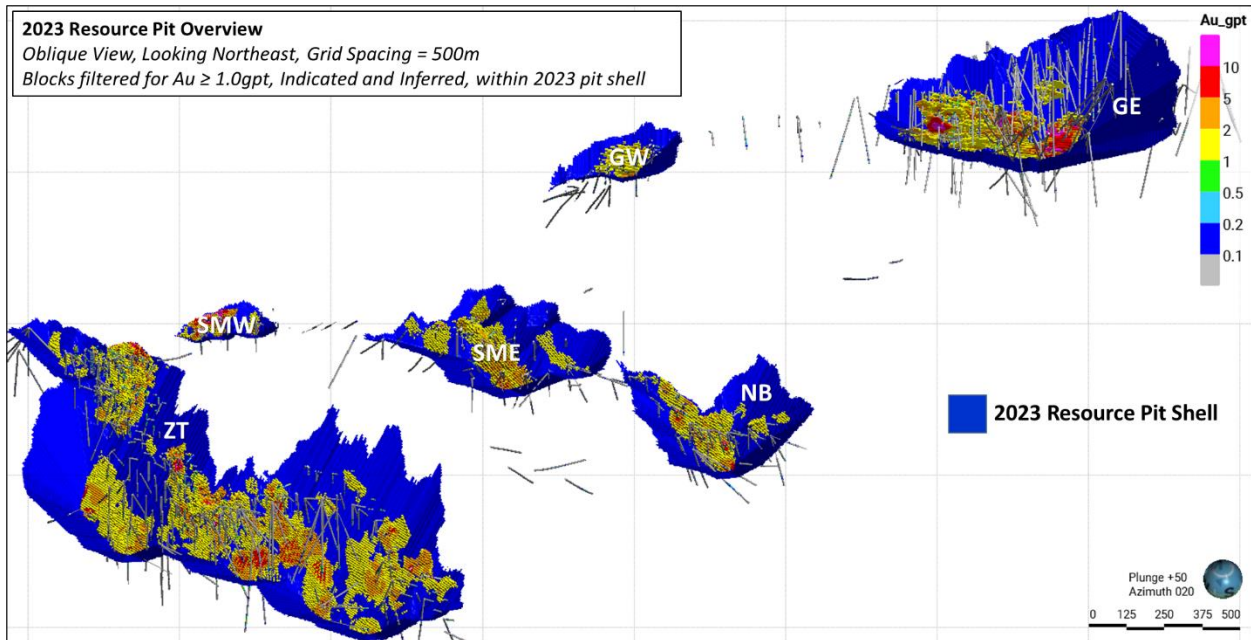 2023 Resource Pit Overview
Oblique View, Looking Northeast, Grid Spacing = 500m
Blocks filtered for Au ≥ 1.0gpt, Indicated and Inferred, within 2023 pit shell
Au_gpt
10
5
2
1
0.5
0.2
0.1
GE
GW
SMW
SME
NB
ZT
2023 Resource Pit Shell
Plunge +50
Azimuth 020
0 125 250 375 500